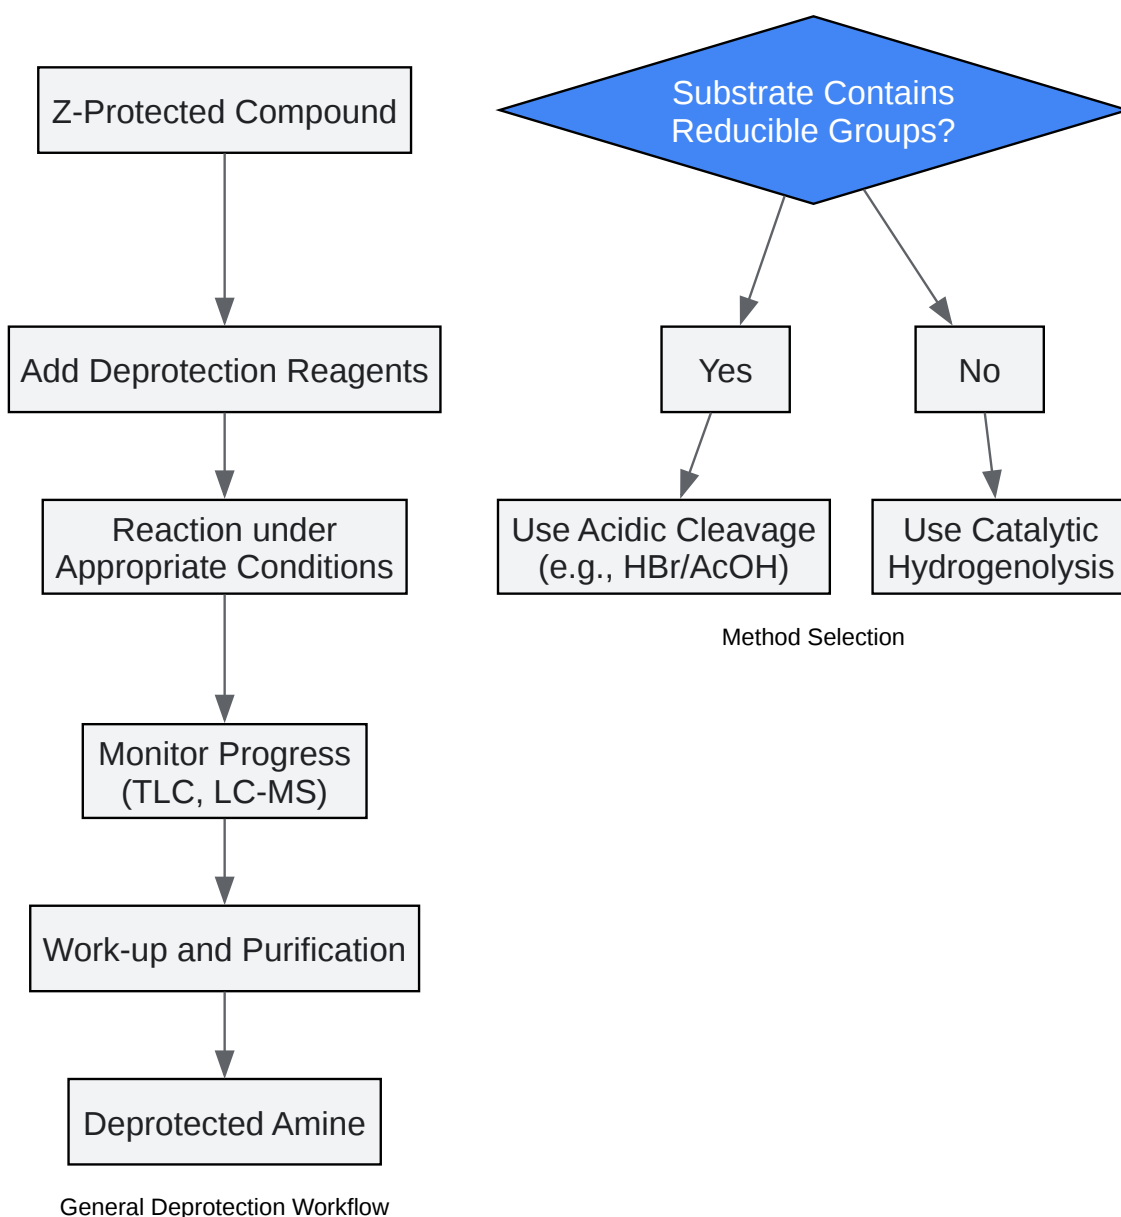 Z-Protected Compound
Add Deprotection Reagents
Reaction under
Appropriate Conditions
Monitor Progress
(TLC, LC-MS)
Work-up and Purification
Deprotected Amine
General Deprotection Workflow
Substrate Contains
Reducible Groups?
Yes
No
Use Acidic Cleavage
(e.g., HBr/AcOH)
Use Catalytic
Hydrogenolysis
Method Selection